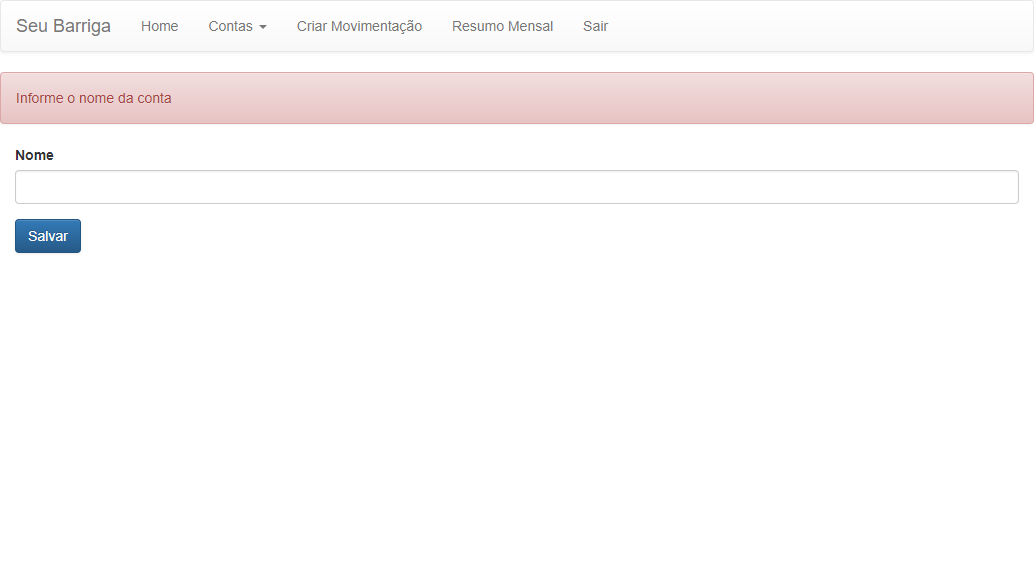 Seu Barriga Home Contas Criar Movimentação Resumo Mensal Sair
Informe o nome da conta
Nome
Salvar